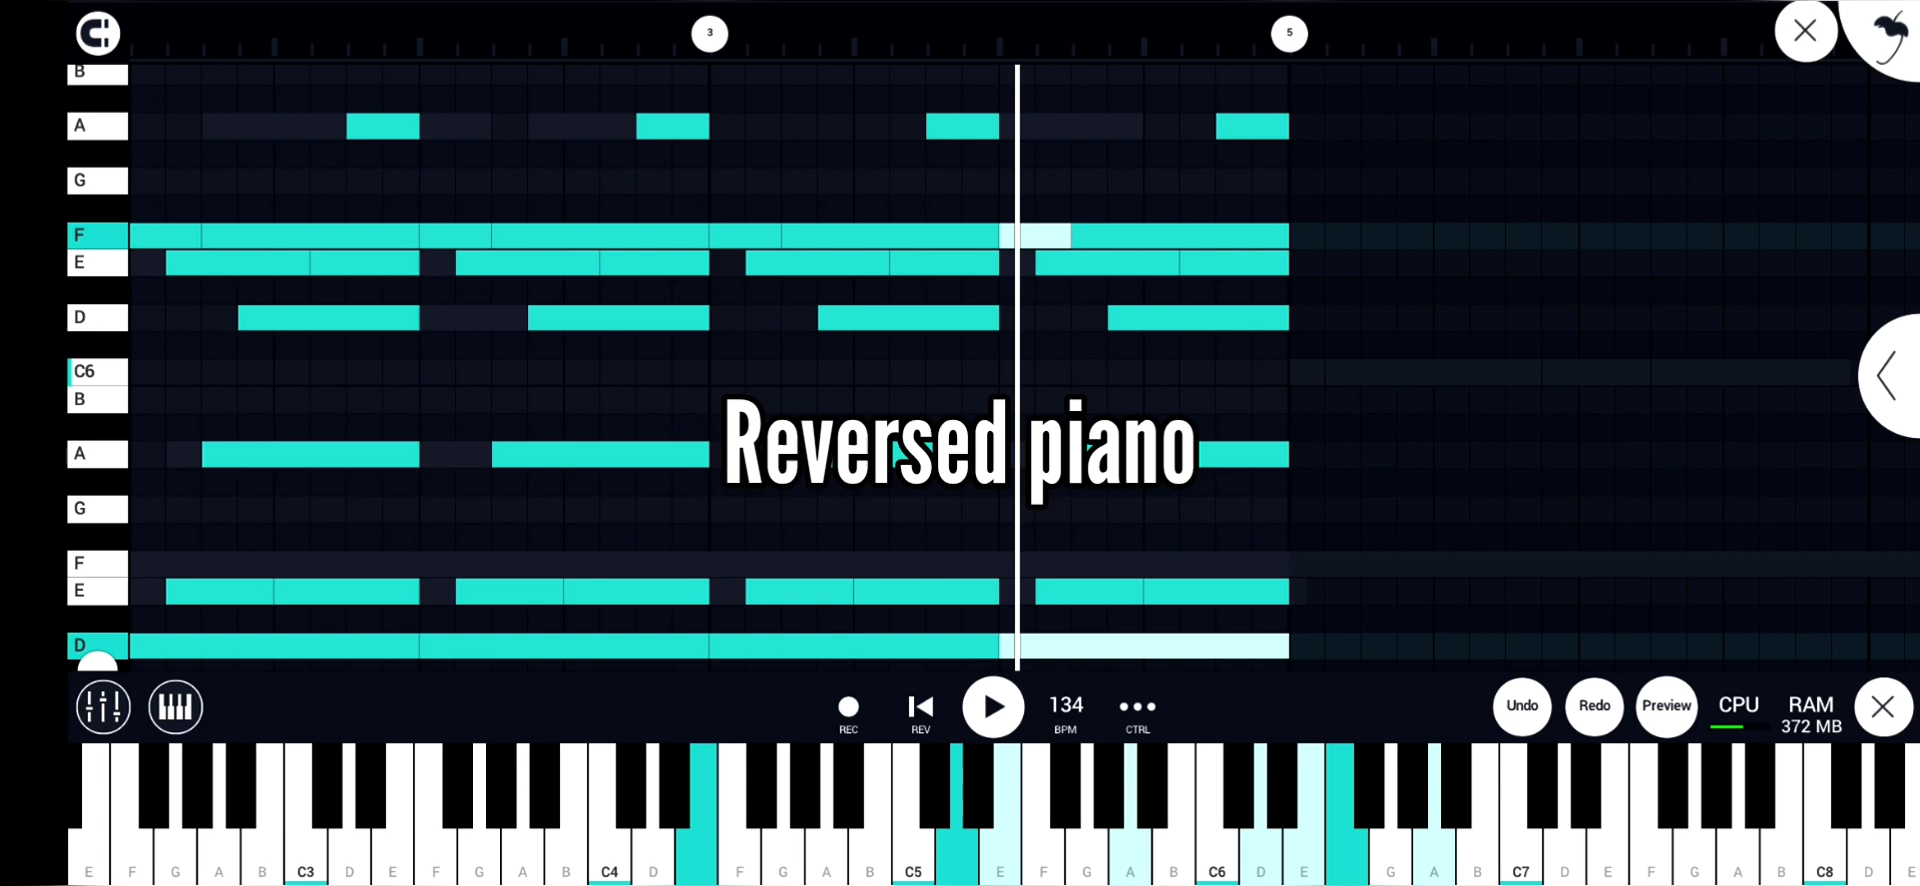 3
5
B
A
G
F
E
D
C6
B
A
G
F
E
D
Reversed piano
REC
REV
134
BPM
CTRL
Undo
Redo
Preview
CPU
RAM
372 MB
E F G A B C3 D E F G A B C4 D F G A B C5 E F G A B C6 D E G A B C7 D E F G A B C8 D E